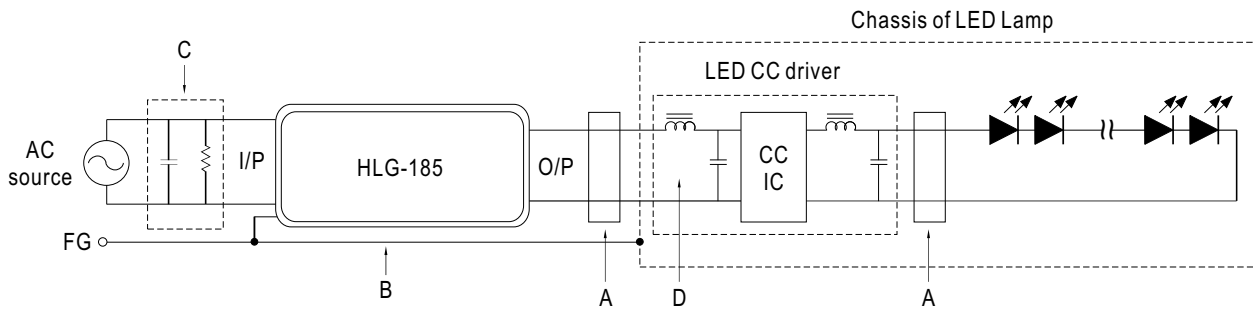 Chassis of LED Lamp
C
LED CC driver
AC
source
I/P
HLG-185
O/P
CC
IC
FG
B
A
D
A